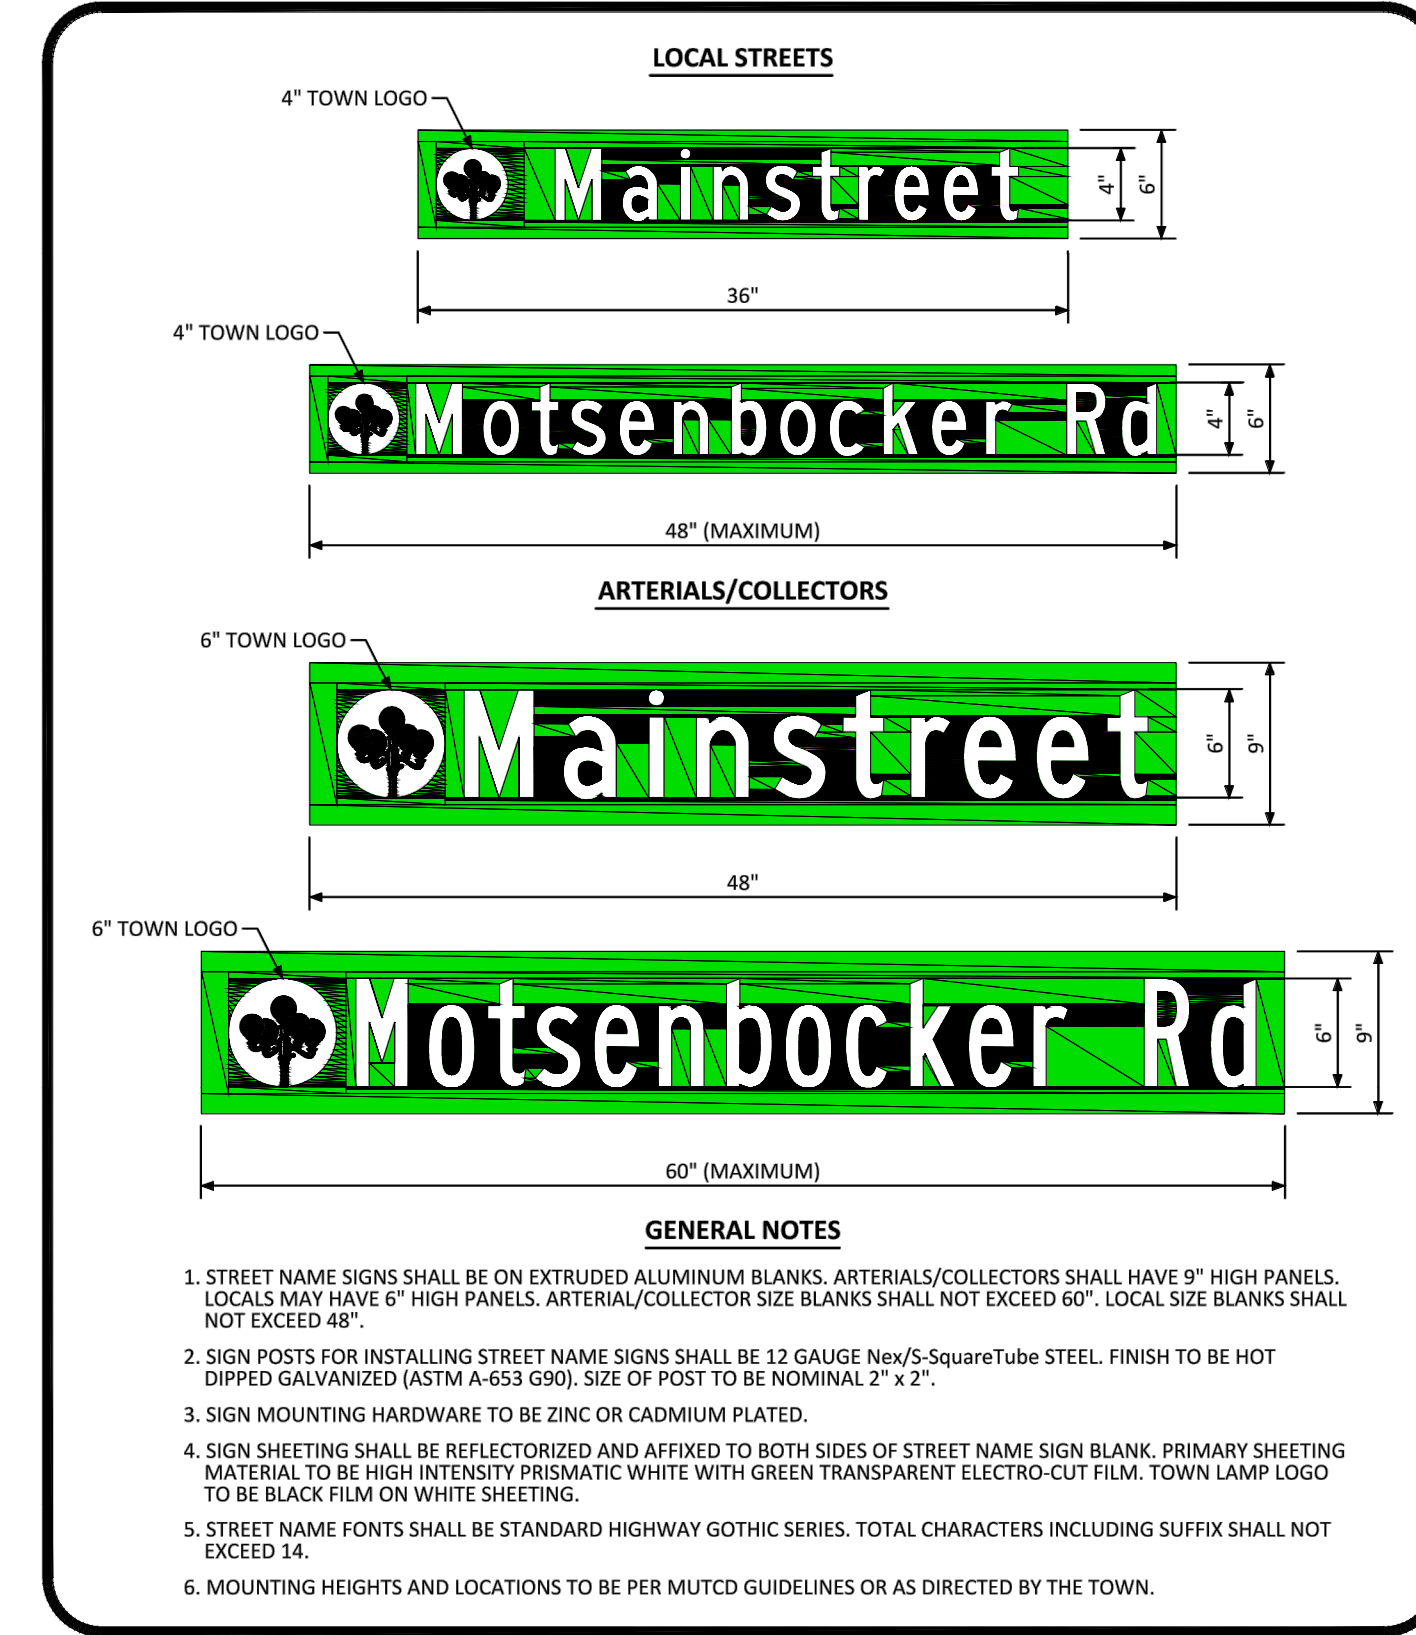 LOCAL STREETS
4" TOWN LOGO
Mainstreet
4"
6"
36"
4" TOWN LOGO
Motsenbocker Rd
4"
6"
48" (MAXIMUM)
ARTERIALS/COLLECTORS
6" TOWN LOGO
Mainstreet
6"
9"
48"
6" TOWN LOGO
Motsenbocker Rd
6"
9"
60" (MAXIMUM)
GENERAL NOTES
1. STREET NAME SIGNS SHALL BE ON EXTRUDED ALUMINUM BLANKS. ARTERIALS/COLLECTORS SHALL HAVE 9" HIGH PANELS.
LOCALS MAY HAVE 6" HIGH PANELS. ARTERIAL/COLLECTOR SIZE BLANKS SHALL NOT EXCEED 60". LOCAL SIZE BLANKS SHALL
NOT EXCEED 48".
2. SIGN POSTS FOR INSTALLING STREET NAME SIGNS SHALL BE 12 GAUGE Nex/S-SquareTube STEEL. FINISH TO BE HOT
DIPPED GALVANIZED (ASTM A-653 G90). SIZE OF POST TO BE NOMINAL 2" x 2".
3. SIGN MOUNTING HARDWARE TO BE ZINC OR CADMIUM PLATED.
4. SIGN SHEETING SHALL BE REFLECTORIZED AND AFFIXED TO BOTH SIDES OF STREET NAME SIGN BLANK. PRIMARY SHEETING
MATERIAL TO BE HIGH INTENSITY PRISMATIC WHITE WITH GREEN TRANSPARENT ELECTRO-CUT FILM. TOWN LAMP LOGO
TO BE BLACK FILM ON WHITE SHEETING.
5. STREET NAME FONTS SHALL BE STANDARD HIGHWAY GOTHIC SERIES. TOTAL CHARACTERS INCLUDING SUFFIX SHALL NOT
EXCEED 14.
6. MOUNTING HEIGHTS AND LOCATIONS TO BE PER MUTCD GUIDELINES OR AS DIRECTED BY THE TOWN.